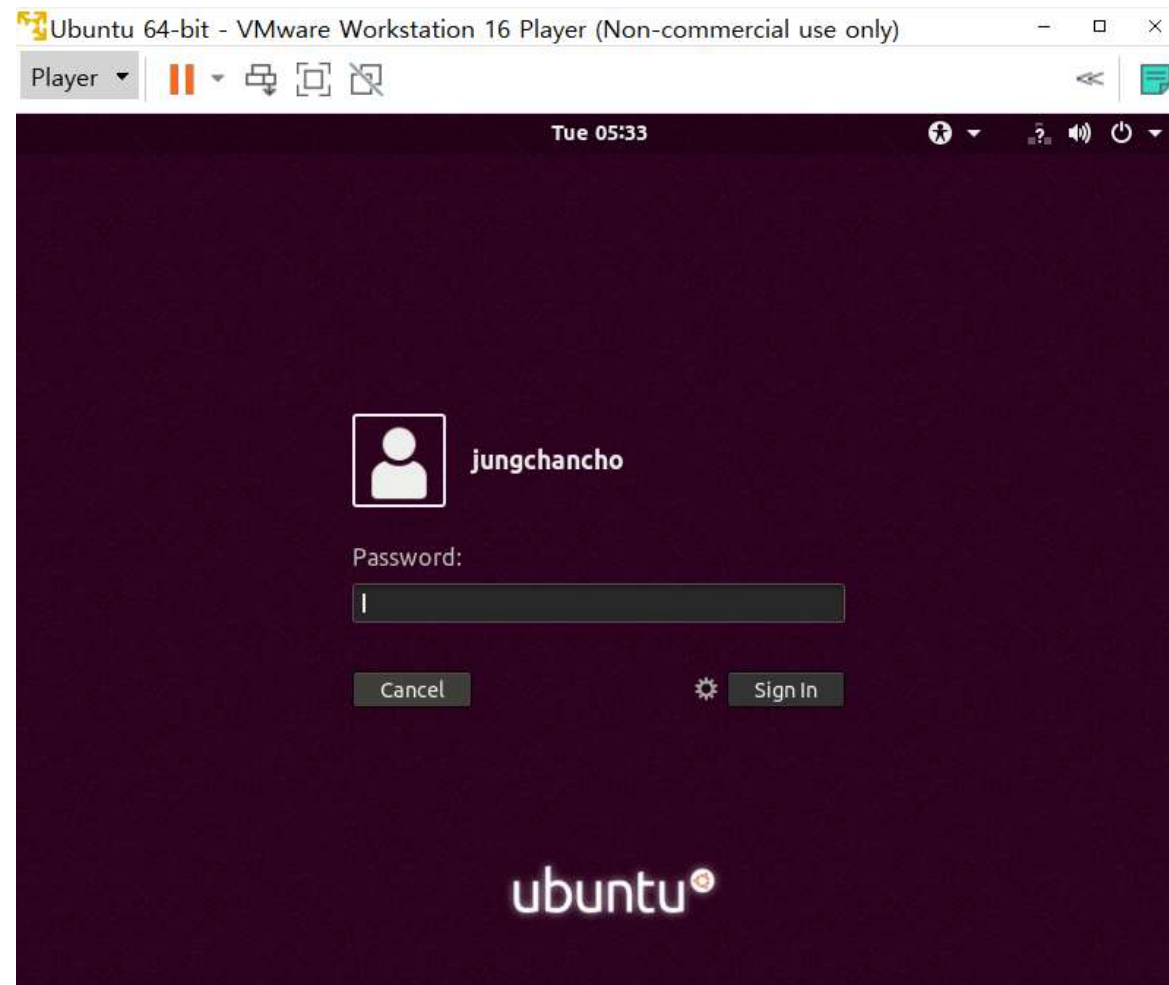 Ubuntu 64-bit - VMware Workstation 16 Player (Non-commercial use only)
Player
Tue 05:33
?
jungchancho
Password:
Cancel
Sign In
ubuntu